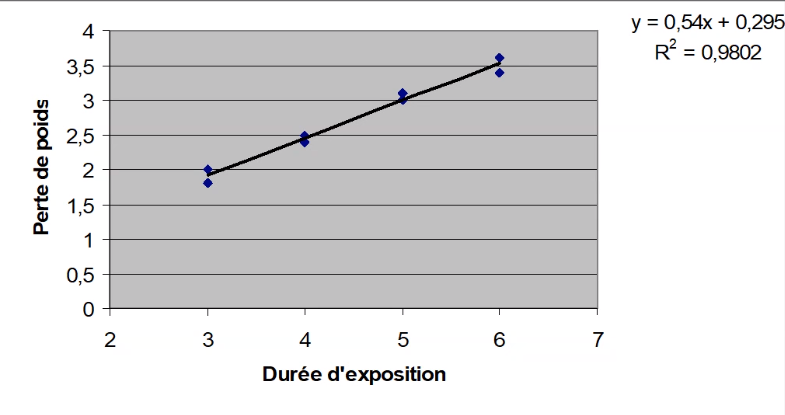 y = 0,54x + 0,295
R² = 0,9802
4
3,5
3
2,5
2
1,5
1
0,5
0
Perte de poids
2 3 4 5 6 7
Durée d'exposition